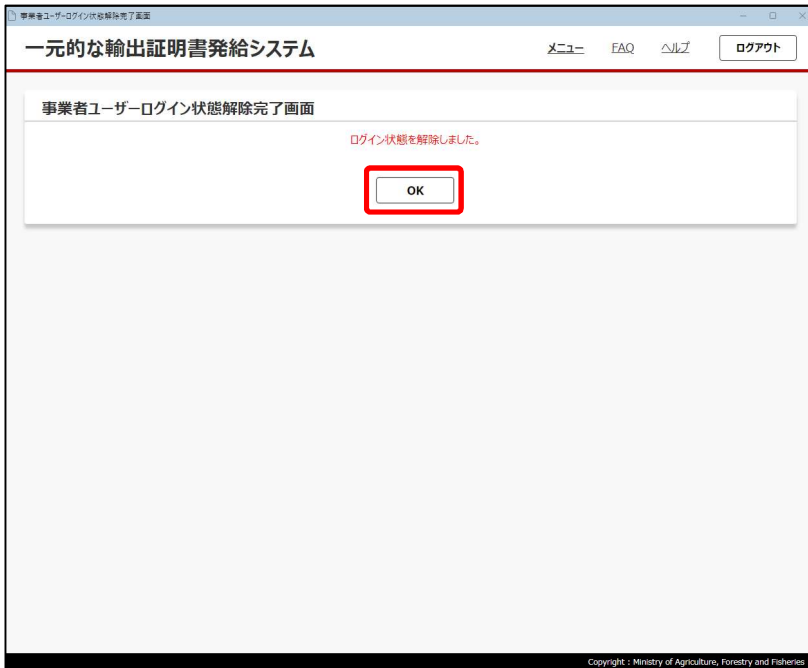 事業者ユーザーログイン状態解除完了画面
一元的な輸出証明書発給システム
メニュー FAQ ヘルプ ログアウト
事業者ユーザーログイン状態解除完了画面
ログイン状態を解除しました。
OK
Copyright : Ministry of Agriculture, Forestry and Fisheries